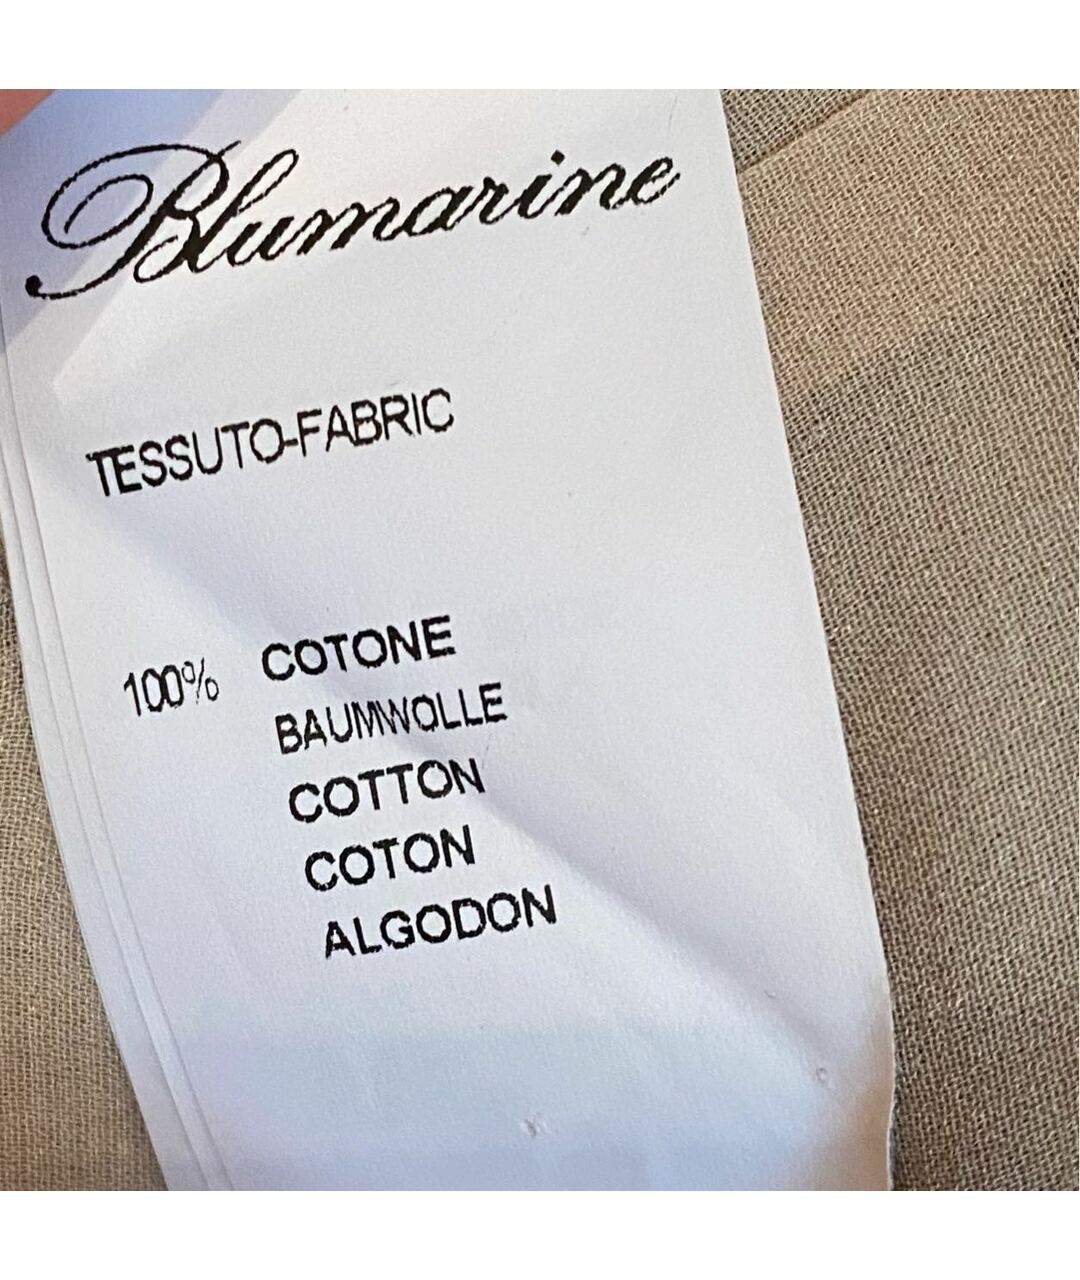 Blumarine
TESSUTO-FABRIC
100% COTONE
BAUMWOLLE
COTTON
COTON
ALGODON